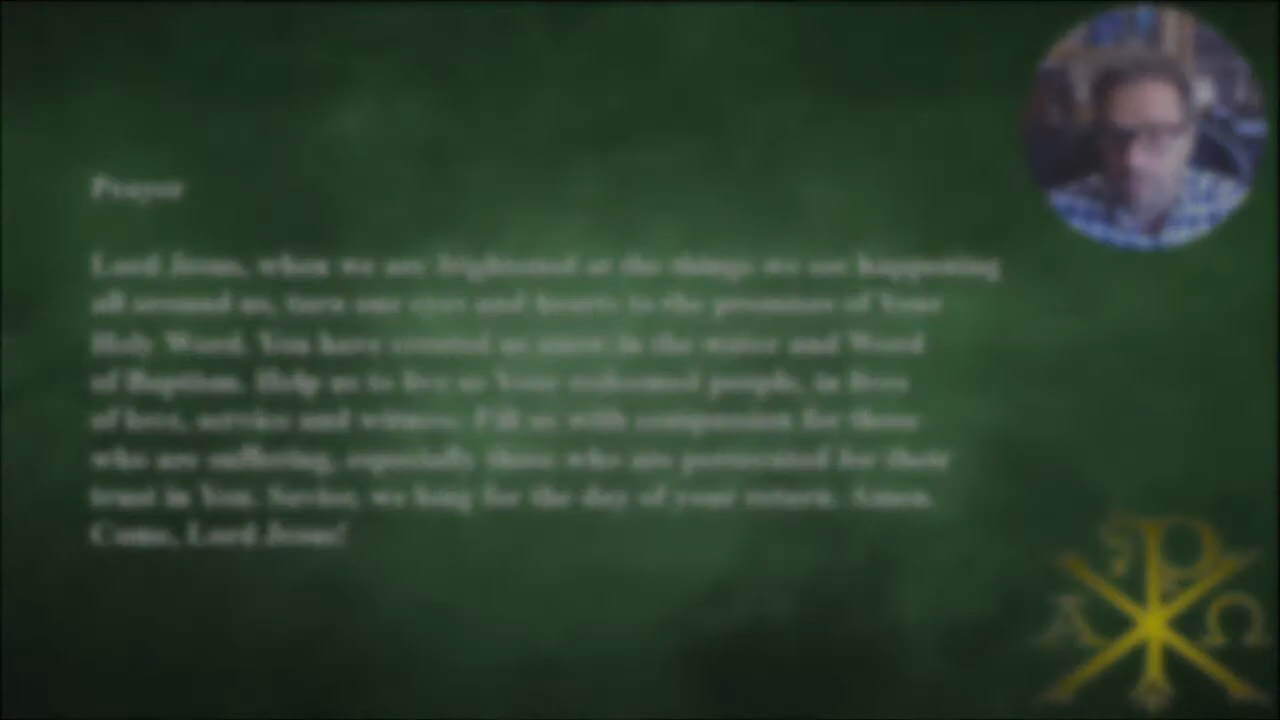 Prayer
Lord Jesus, when we are frightened at the things we see happening
all around us, turn our eyes and hearts to the promises of Your
Holy Word. You have created us anew in the water and Word
of Baptism. Help us to live as Your redeemed people, in lives
of love, service and witness. Fill us with compassion for those
who are suffering, especially those who are persecuted for their
trust in You. Savior, we long for the day of your return. Amen.
Come, Lord Jesus!
Α Ω